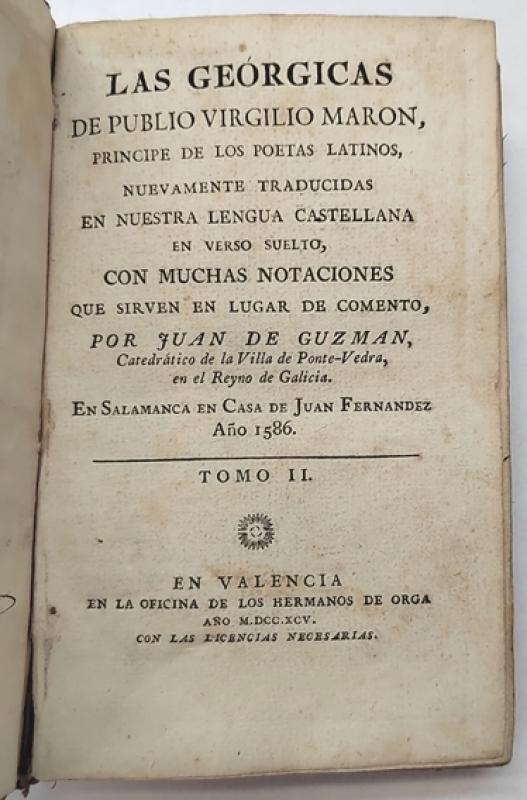 LAS GEÓRGICAS
DE PUBLIO VIRGILIO MARON,
PRINCIPE DE LOS POETAS LATINOS,
NUEVAMENTE TRADUCIDAS
EN NUESTRA LENGUA CASTELLANA
EN VERSO SUELTO,
CON MUCHAS NOTACIONES
QUE SIRVEN EN LUGAR DE COMENTO,
POR JUAN DE GUZMAN,
Catedrático de la Villa de Ponte-Vedra,
en el Reyno de Galicia.
EN SALAMANCA EN CASA DE JUAN FERNANDEZ
Año 1586.
TOMO II.
EN VALENCIA
EN LA OFICINA DE LOS HERMANOS DE ORGA
AÑO M.DCC.XCV.
CON LAS LICENCIAS NECESARIAS.